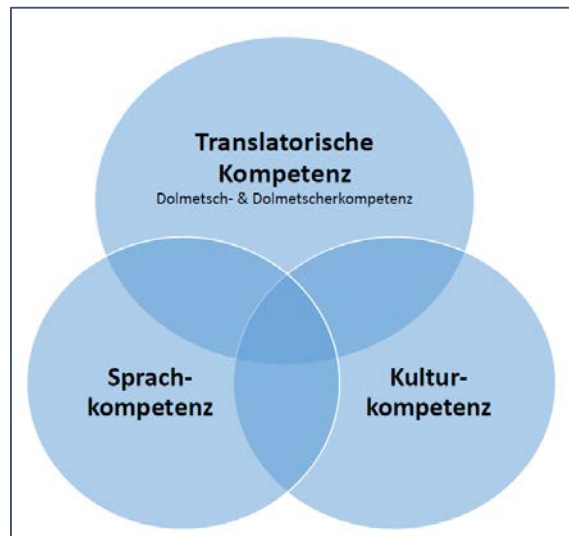 Translatorische
Kompetenz
Dolmetsch- & Dolmetscherkompetenz
Sprach-
kompetenz
Kultur-
kompetenz